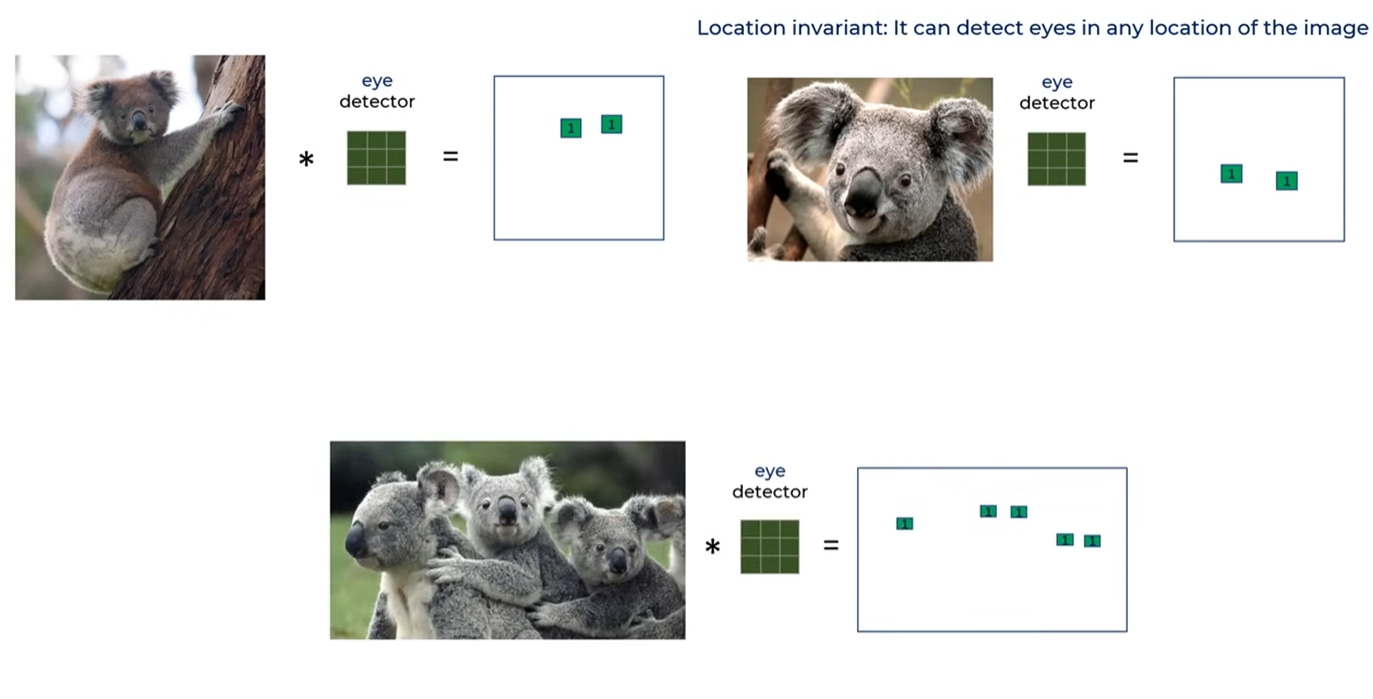 Location invariant: It can detect eyes in any location of the image
eye
detector
*
=
1 1
eye
detector
=
1
1
eye
detector
*
=
1
1 1
1 1